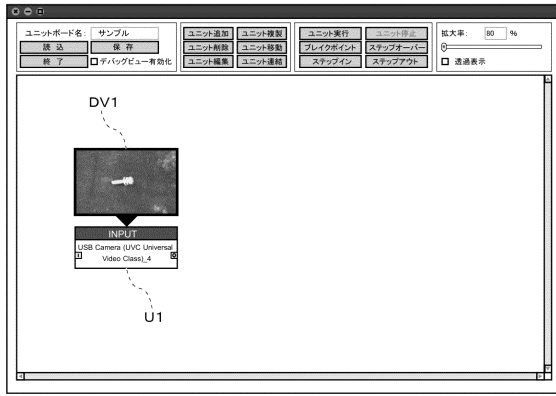 ユニットボード名: サンプル
読 込 保 存
終 了 デバッグビュー有効化
ユニット追加 ユニット複製
ユニット削除 ユニット移動
ユニット編集 ユニット連結
ユニット実行 ユニット停止
ブレイクポイント ステップオーバー
ステップイン ステップアウト
拡大率: 80 %
透過表示
DV1
INPUT
USB Camera (UVC Universal
Video Class)_4
I O
U1